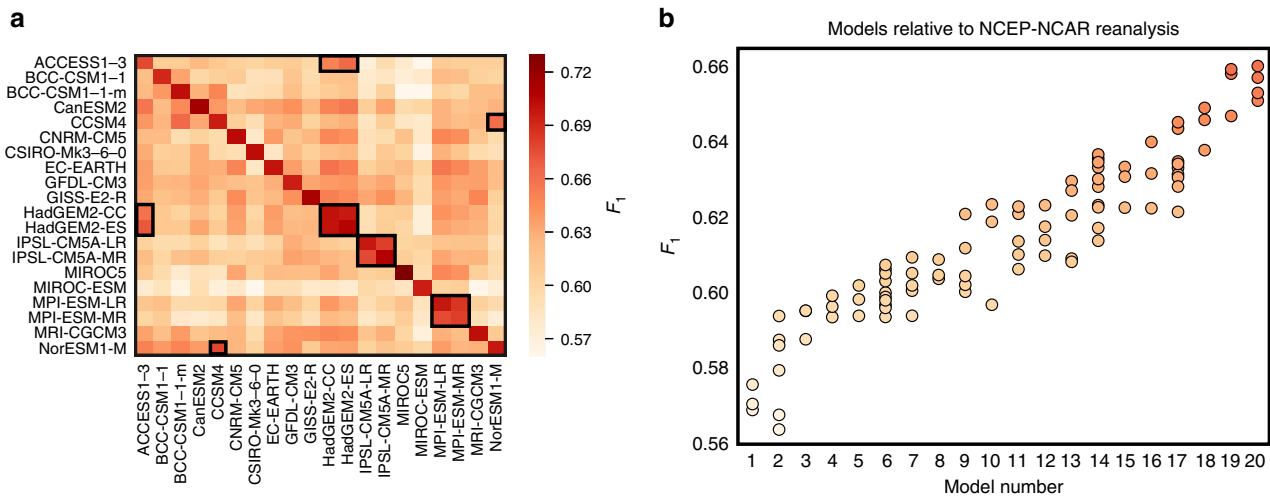 a
ACCESS1–3
BCC-CSM1–1
BCC-CSM1–1-m
CanESM2
CCSM4
CNRM-CM5
CSIRO-Mk3–6–0
EC-EARTH
GFDL-CM3
GISS-E2-R
HadGEM2-CC
HadGEM2-ES
IPSL-CM5A-LR
IPSL-CM5A-MR
MIROC5
MIROC-ESM
MPI-ESM-LR
MPI-ESM-MR
MRI-CGCM3
NorESM1-M
ACCESS1-3
BCC-CSM1–1
BCC-CSM1–1-m
CanESM2
CCSM4
CNRM-CM5
CSIRO-Mk3–6–0
EC-EARTH
GFDL-CM3
GISS-E2-R
HadGEM2-CC
HadGEM2-ES
IPSL-CM5A-LR
IPSL-CM5A-MR
MIROC5
MIROC-ESM
MPI-ESM-LR
MPI-ESM-MR
MRI-CGCM3
NorESM1-M
0.72
0.69
0.66
0.63
0.60
0.57
F1
b
Models relative to NCEP-NCAR reanalysis
0.66
0.64
0.62
0.60
0.58
0.56
F1
1 2 3 4 5 6 7 8 9 10 11 12 13 14 15 16 17 18 19 20
Model number